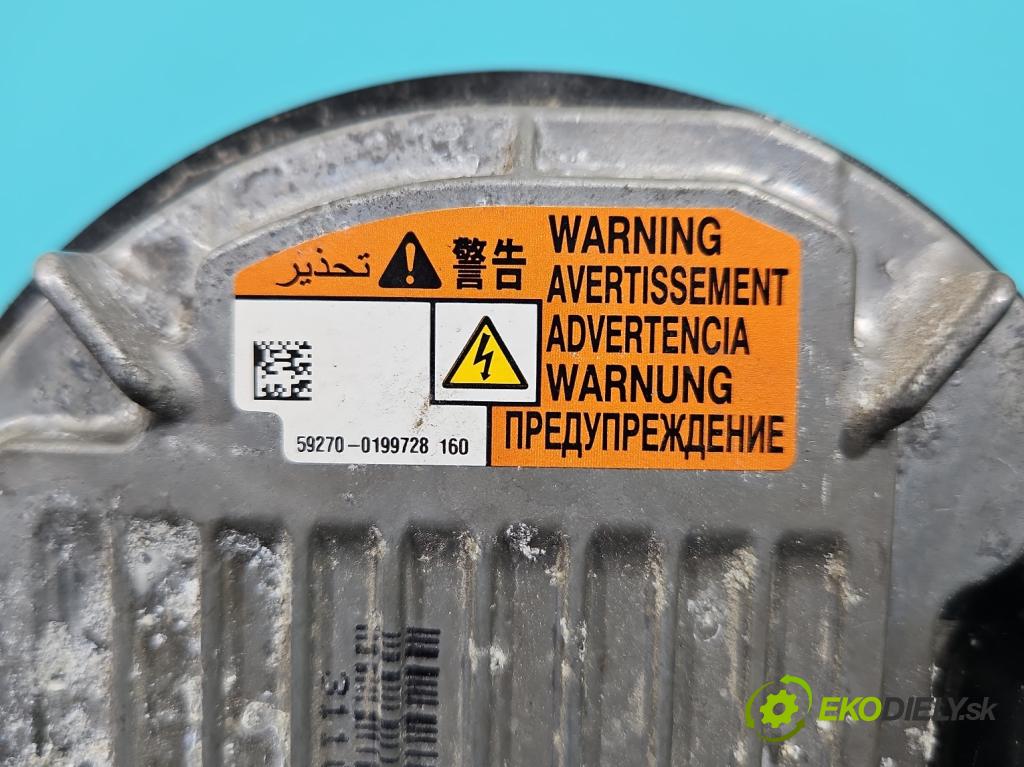 تحذير
警告
WARNING
AVERTISSEMENT
ADVERTENCIA
WARNUNG
ПРЕДУПРЕЖДЕНИЕ
59270-0199728 160
EKODIELY.sk